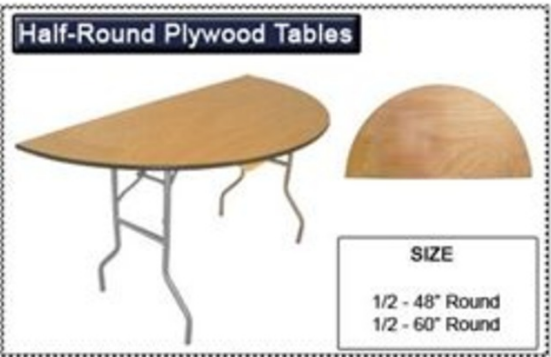 Half-Round Plywood Tables
SIZE
1/2 - 48" Round
1/2 - 60" Round